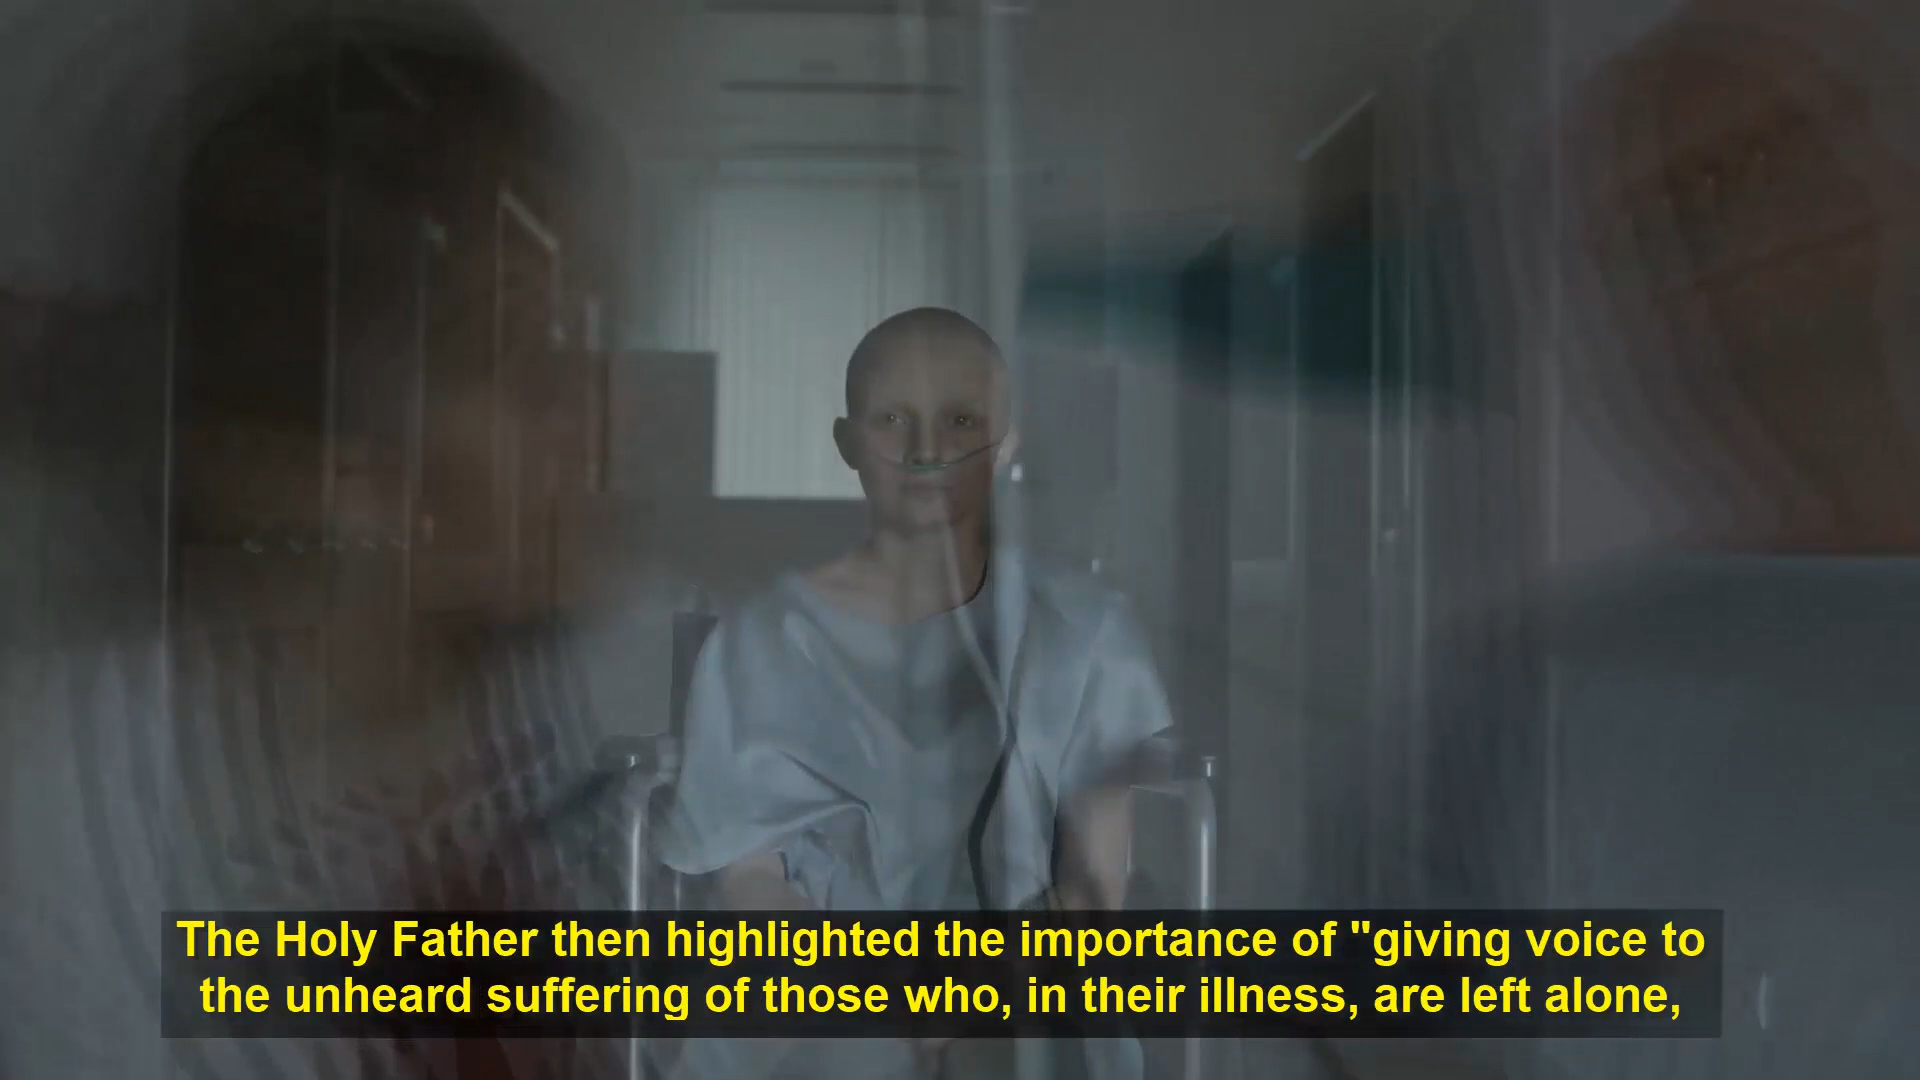 The Holy Father then highlighted the importance of "giving voice to
the unheard suffering of those who, in their illness, are left alone,